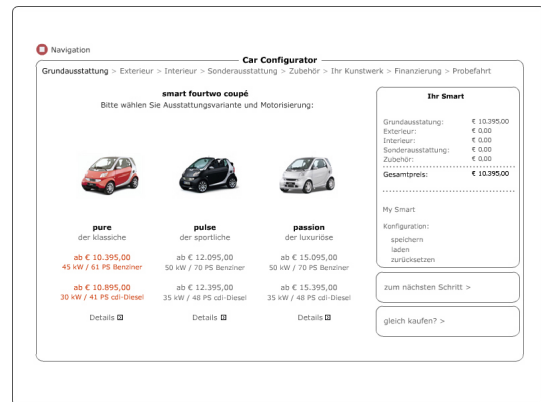 Navigation
Car Configurator
Grundausstattung > Exterieur > Interieur > Sonderausstattung > Zubehör > Ihr Kunstwerk > Finanzierung > Probefahrt
smart fourtwo coupé
Bitte wählen Sie Ausstattungsvariante und Motorisierung:
pure
der klassiche
ab € 10.395,00
45 kW / 61 PS Benziner
ab € 10.895,00
30 kW / 41 PS cdi-Diesel
Details
pulse
der sportliche
ab € 12.095,00
50 kW / 70 PS Benziner
ab € 12.395,00
35 kW / 48 PS cdi-Diesel
Details
passion
der luxuriöse
ab € 15.095,00
50 kW / 70 PS Benziner
ab € 15.395,00
35 kW / 48 PS cdi-Diesel
Details
Ihr Smart
Grundausstatung: € 10.395,00
Exterieur: € 0,00
Interieur: € 0,00
Sonderausstattung: € 0,00
Zubehör: € 0,00
Gesamtpreis: € 10.395,00
My Smart
Konfiguration:
speichern
laden
zurücksetzen
zum nächsten Schritt >
gleich kaufen? >